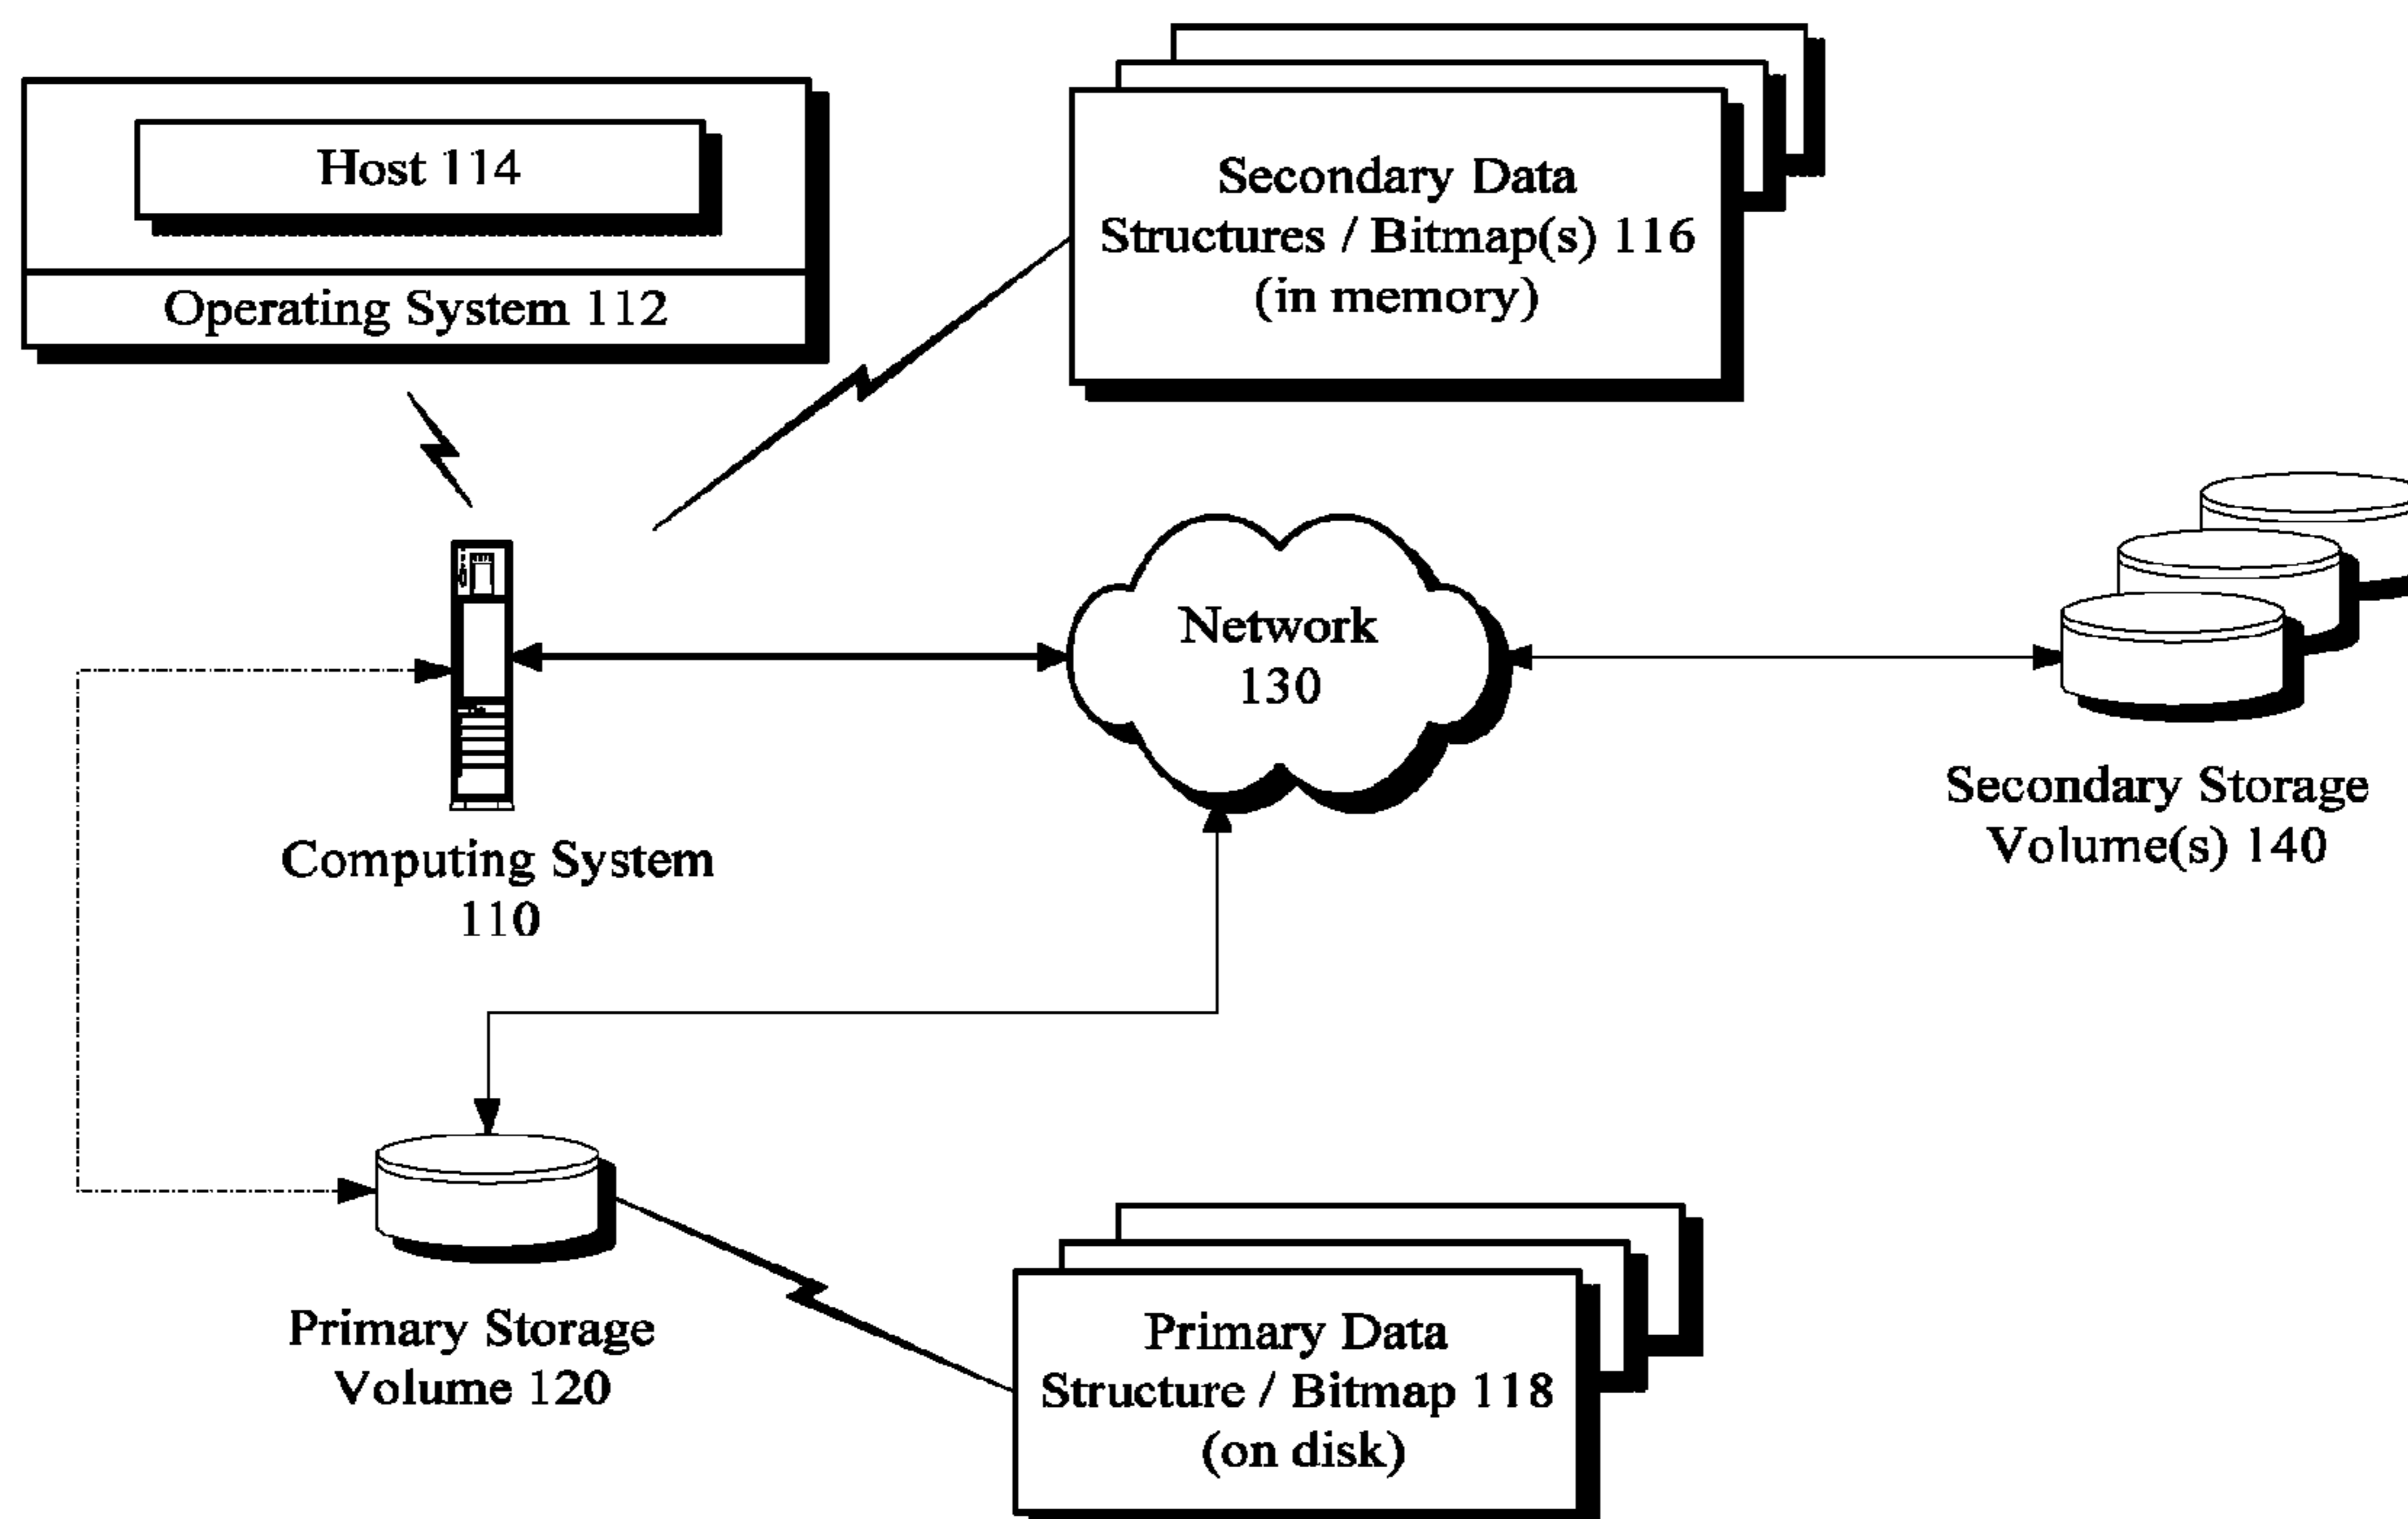 Host 114
Operating System 112
Secondary Data
Structures / Bitmap(s) 116
(in memory)
Network
130
Secondary Storage
Volume(s) 140
Computing System
110
Primary Storage
Volume 120
Primary Data
Structure / Bitmap 118
(on disk)